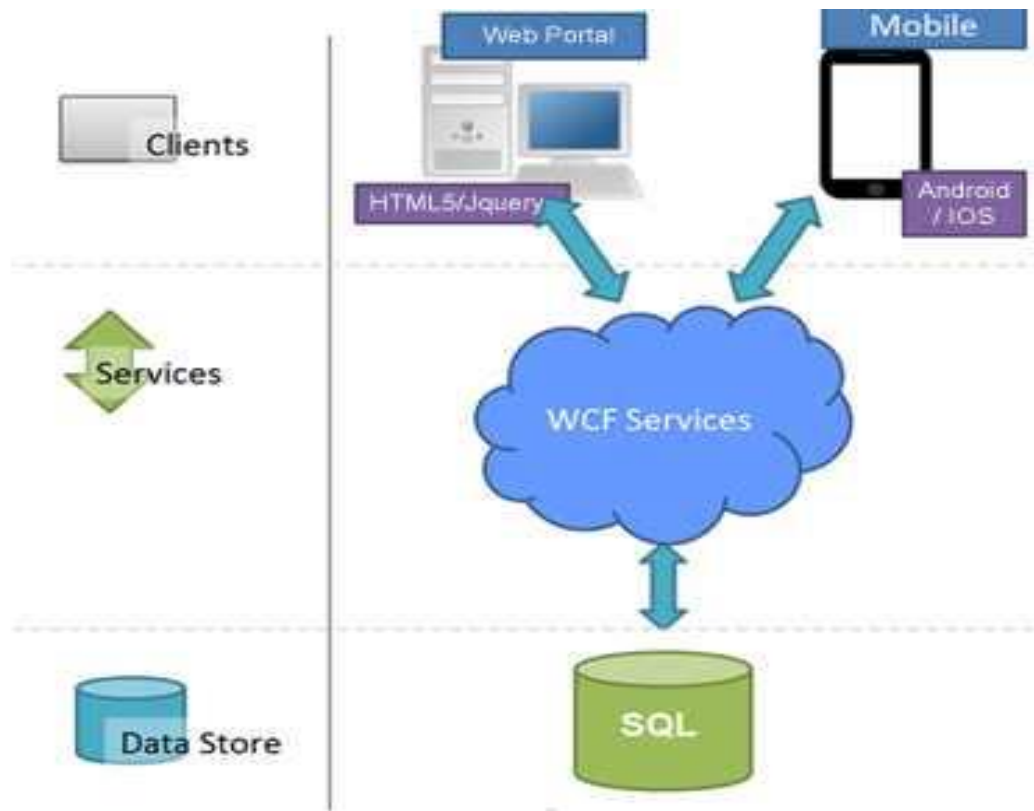 Web Portal
Mobile
Clients
HTML5/Jquery
Android
/ IOS
Services
WCF Services
Data Store
SQL